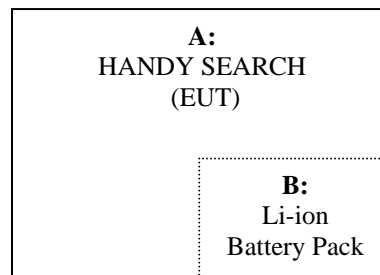 A:
HANDY SEARCH
(EUT)
B:
Li-ion
Battery Pack